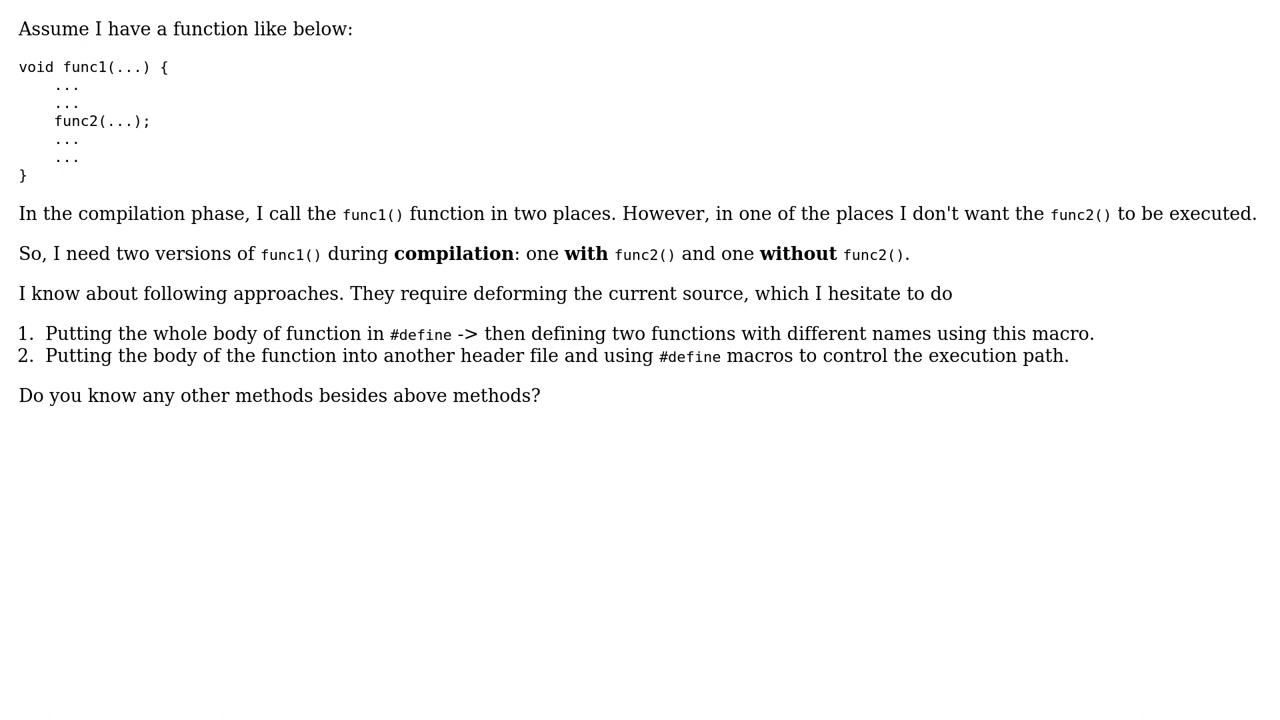 Assume I have a function like below:
void func1(...) {
    ...
    ...
    func2(...);
    ...
    ...
}
In the compilation phase, I call the func1() function in two places. However, in one of the places I don't want the func2() to be executed.
So, I need two versions of func1() during compilation: one with func2() and one without func2().
I know about following approaches. They require deforming the current source, which I hesitate to do
1. Putting the whole body of function in #define -> then defining two functions with different names using this macro.
2. Putting the body of the function into another header file and using #define macros to control the execution path.
Do you know any other methods besides above methods?